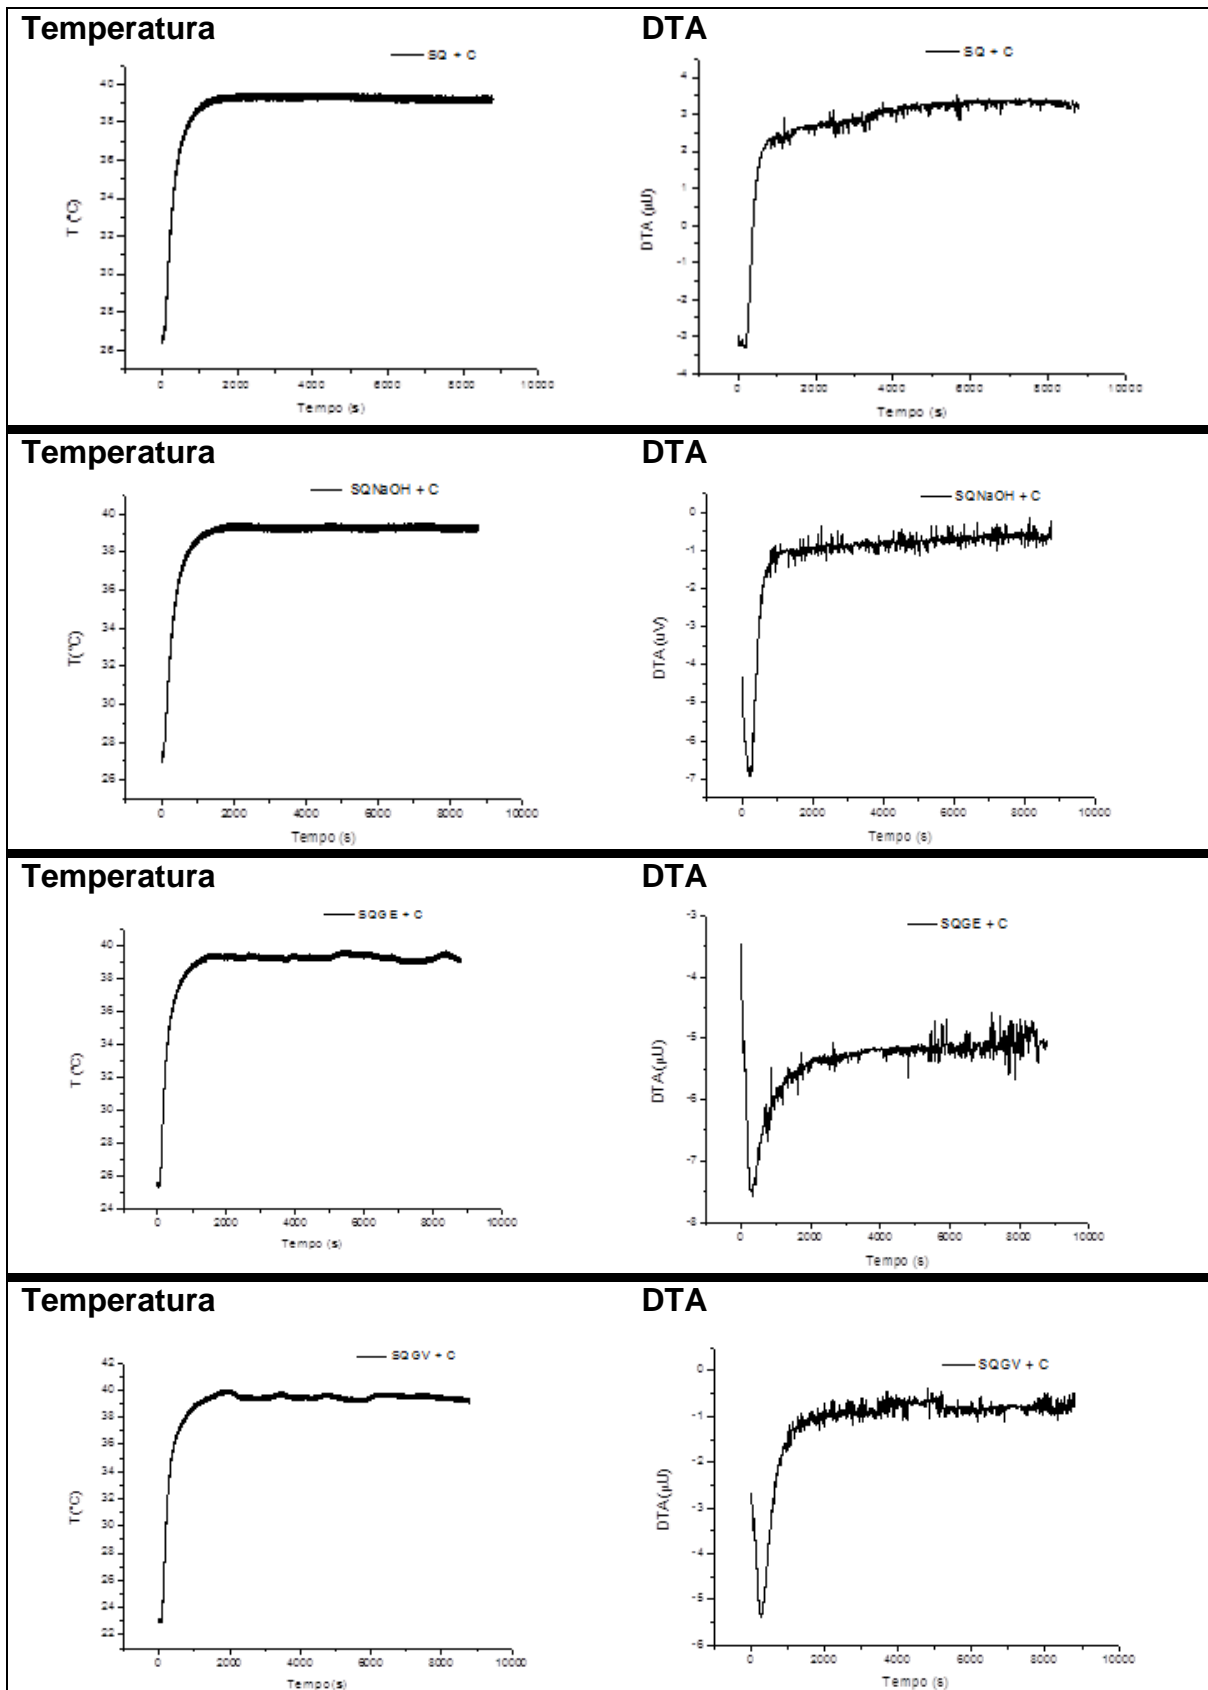 Temperatura DTA
SQ + C
SQ + C
40
38
36
34
32
30
28
26
T (°C)
0 2000 4000 6000 8000 10000
Tempo (s)
4
3
2
1
0
-1
-2
-3
-4
DTA (µU)
0 2000 4000 6000 8000 10000
Tempo (s)
Temperatura DTA
SQNaOH + C
SQNaOH + C
40
38
36
34
32
30
28
26
T(°C)
0 2000 4000 6000 8000 10000
Tempo (s)
0
-1
-2
-3
-4
-5
-6
-7
DTA (uV)
0 2000 4000 6000 8000 10000
Tempo (s)
Temperatura DTA
SQGE + C
SQGE + C
40
38
36
34
32
30
28
26
24
T (°C)
0 2000 4000 6000 8000 10000
Tempo (s)
-3
-4
-5
-6
-7
-8
DTA(µU)
0 2000 4000 6000 8000 10000
Tempo (s)
Temperatura DTA
SQGV + C
SQGV + C
42
40
38
36
34
32
30
28
26
24
22
T(°C)
0 2000 4000 6000 8000 10000
Tempo(s)
0
-1
-2
-3
-4
-5
-6
DTA(µU)
0 2000 4000 6000 8000 10000
Tempo (s)